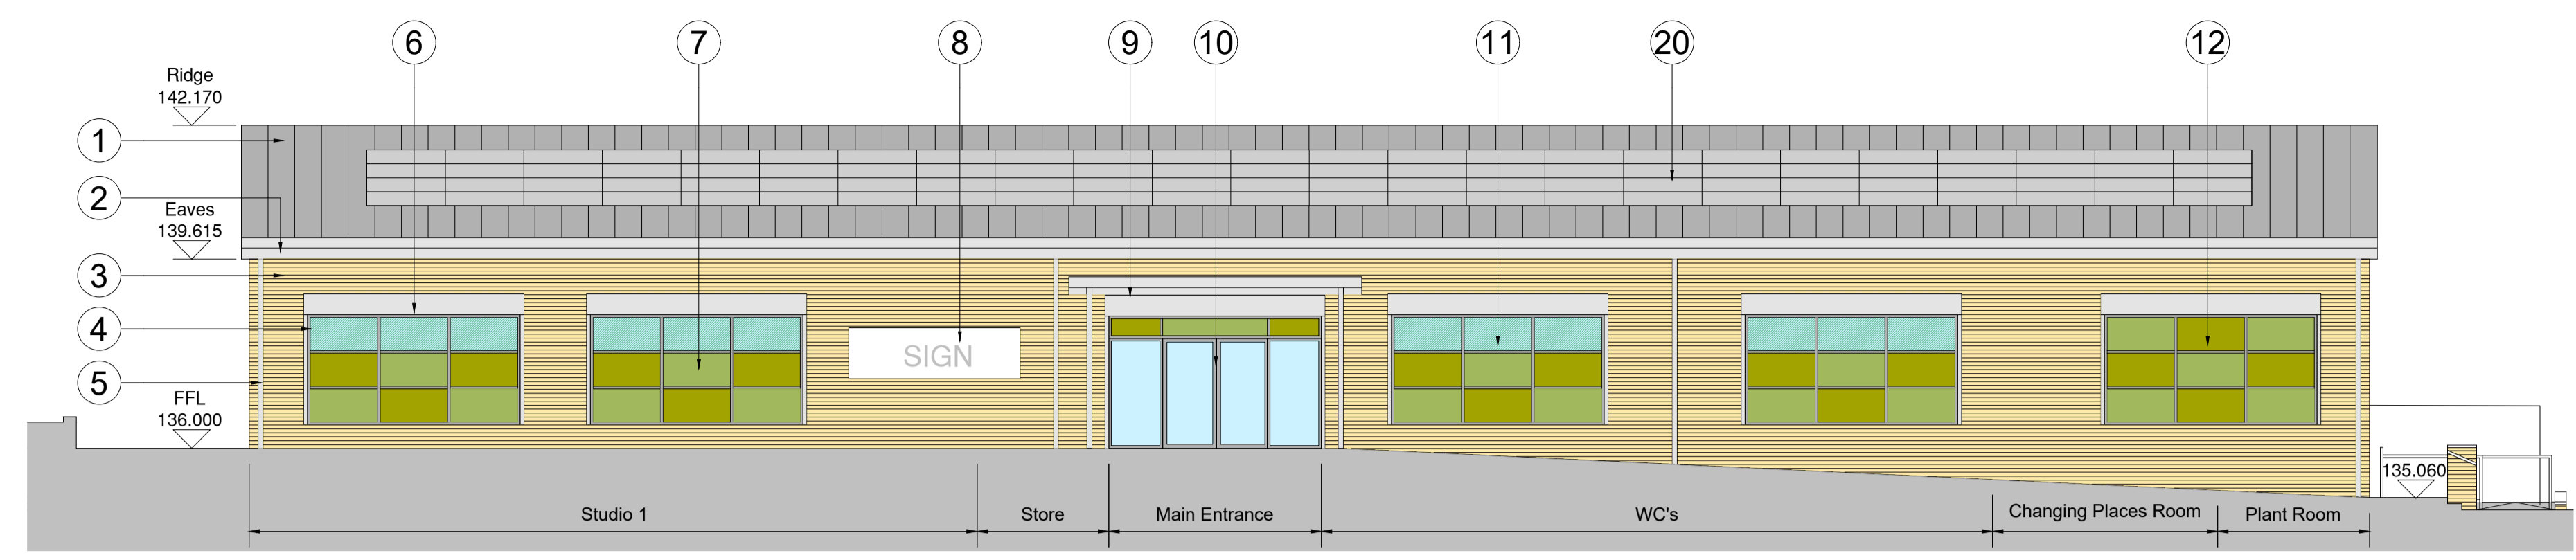 6 7 8 9 10 11 20 12
Ridge
142.170
1
2
Eaves
139.615
3
4
5
FFL
136.000
SIGN
135.060
Studio 1 Store Main Entrance WC's Changing Places Room Plant Room